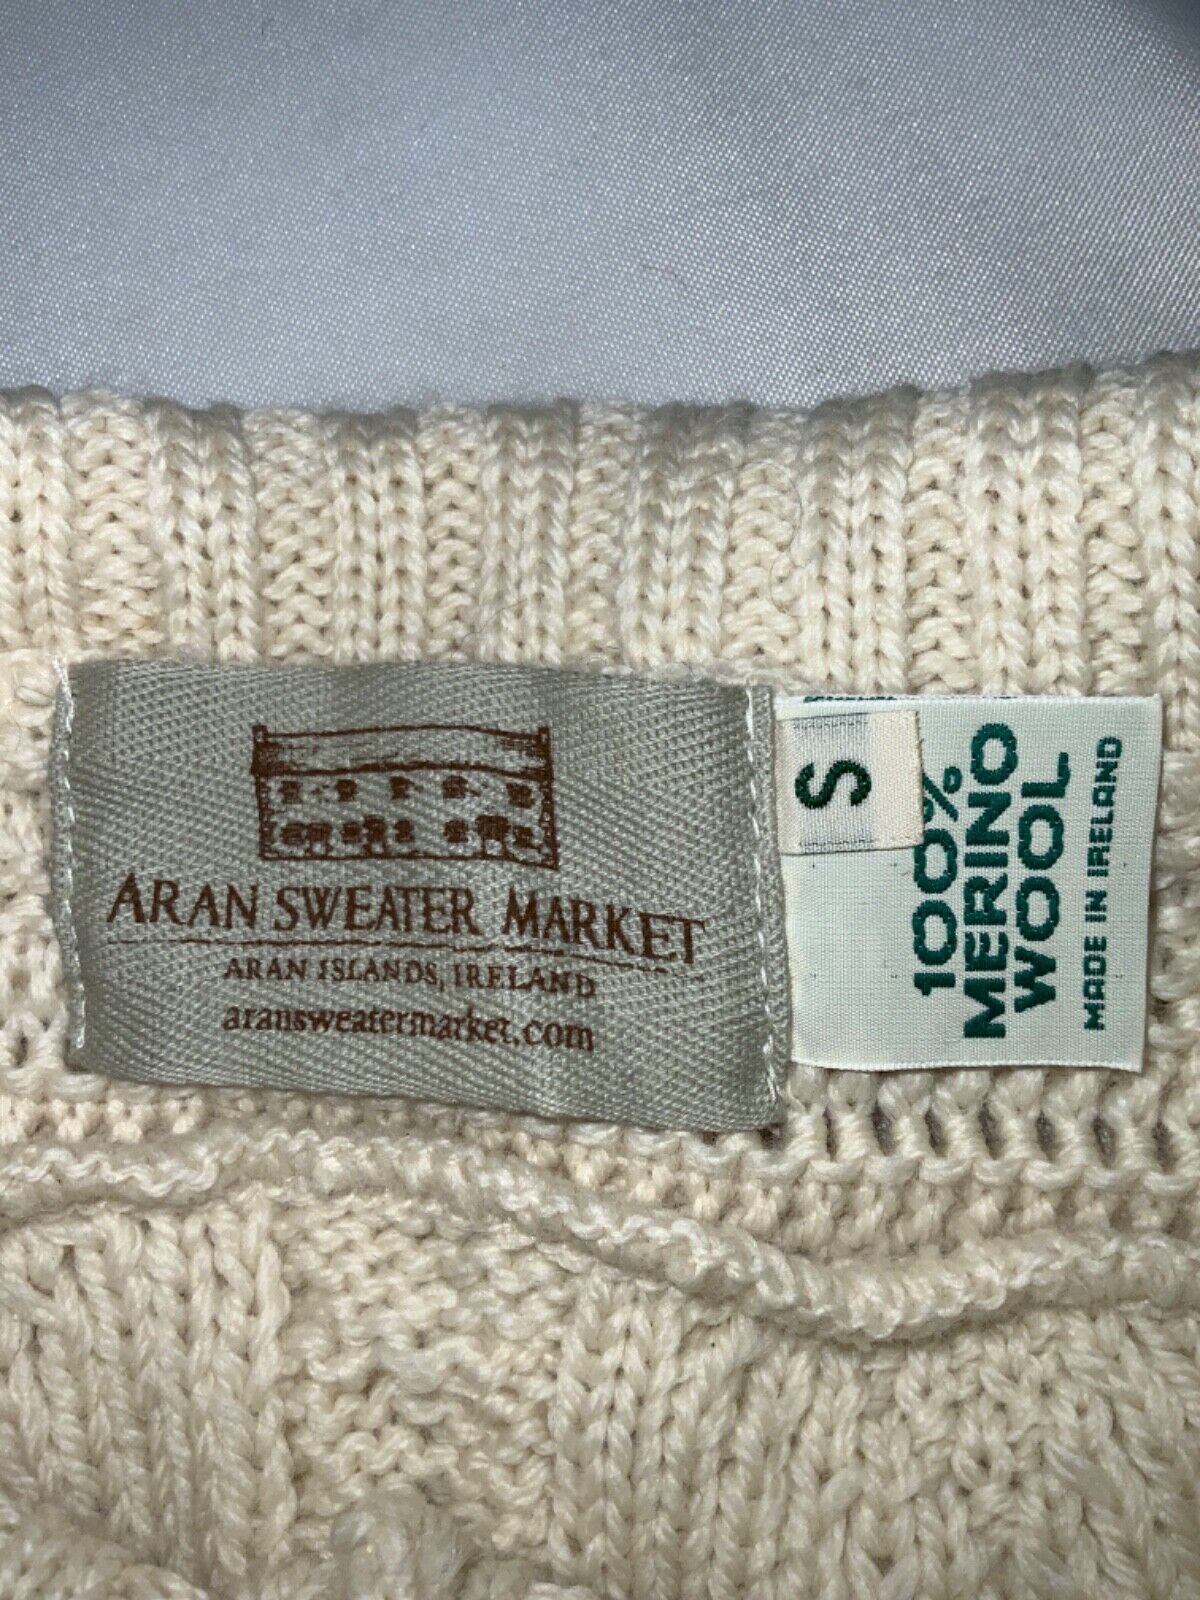 ARAN SWEATER MARKET
ARAN ISLANDS, IRELAND
aransweatermarket.com
S
100%
MERINO
WOOL
MADE IN IRELAND